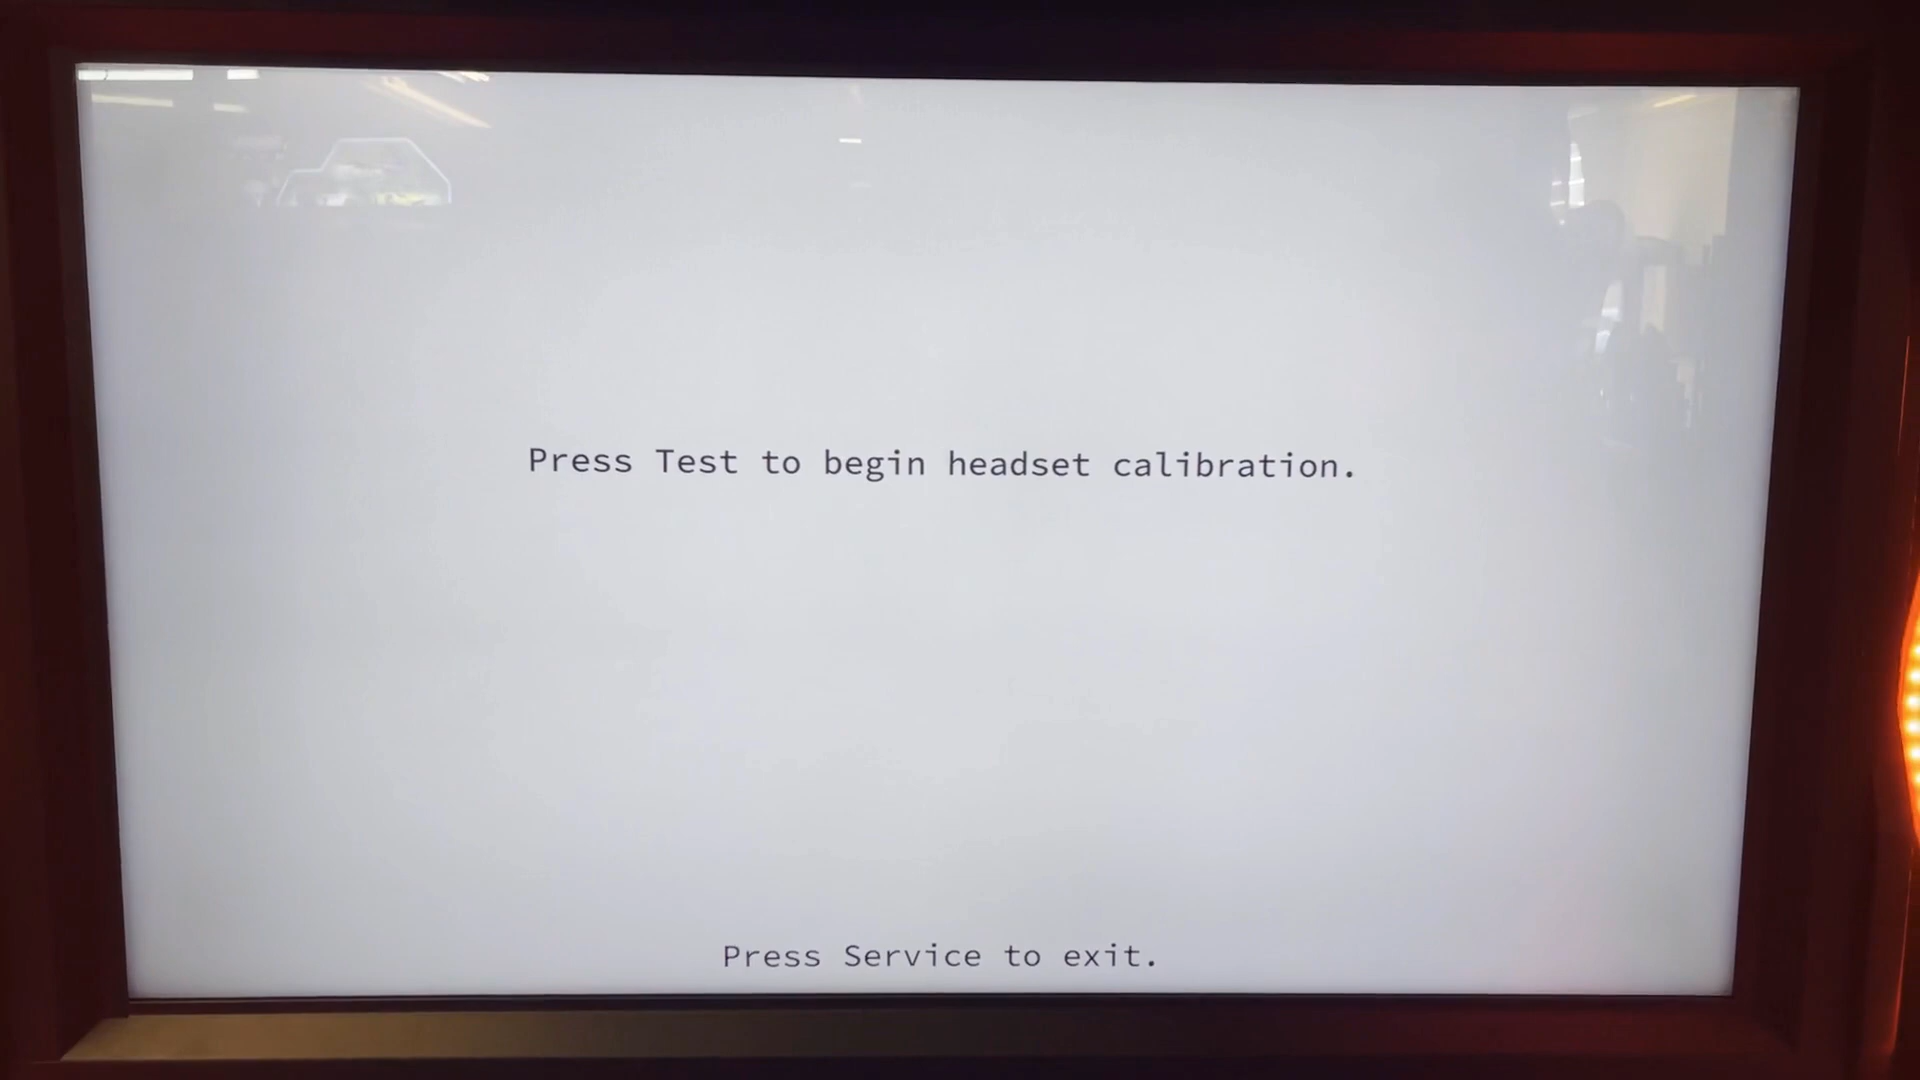 Press Test to begin headset calibration.
Press Service to exit.